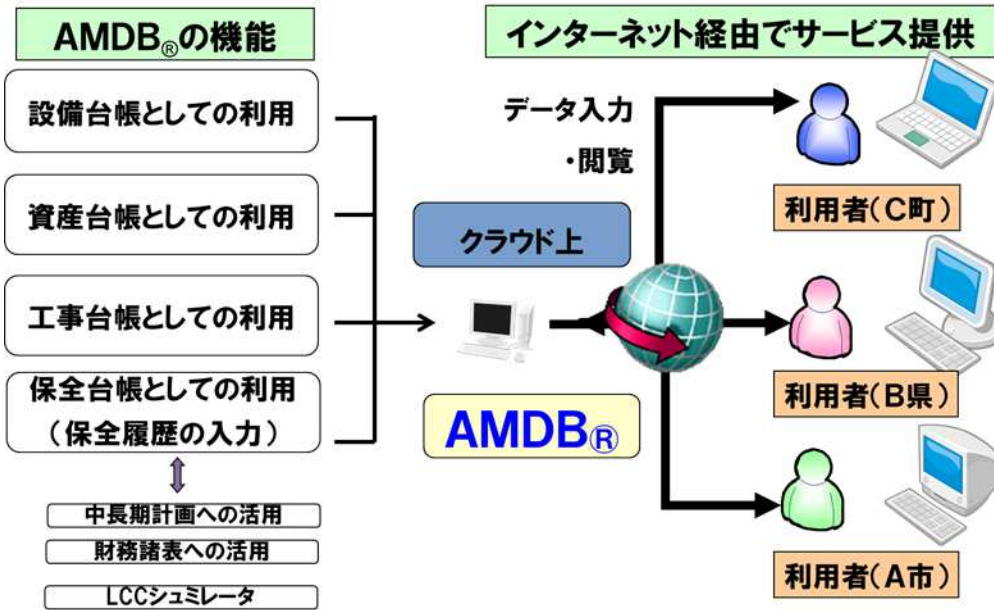 AMDB®の機能
設備台帳としての利用
資産台帳としての利用
工事台帳としての利用
保全台帳としての利用
（保全履歴の入力）
中長期計画への活用
財務諸表への活用
LCCシュミレータ
クラウド上
AMDB®
インターネット経由でサービス提供
データ入力
・閲覧
利用者（C町）
利用者（B県）
利用者（A市）